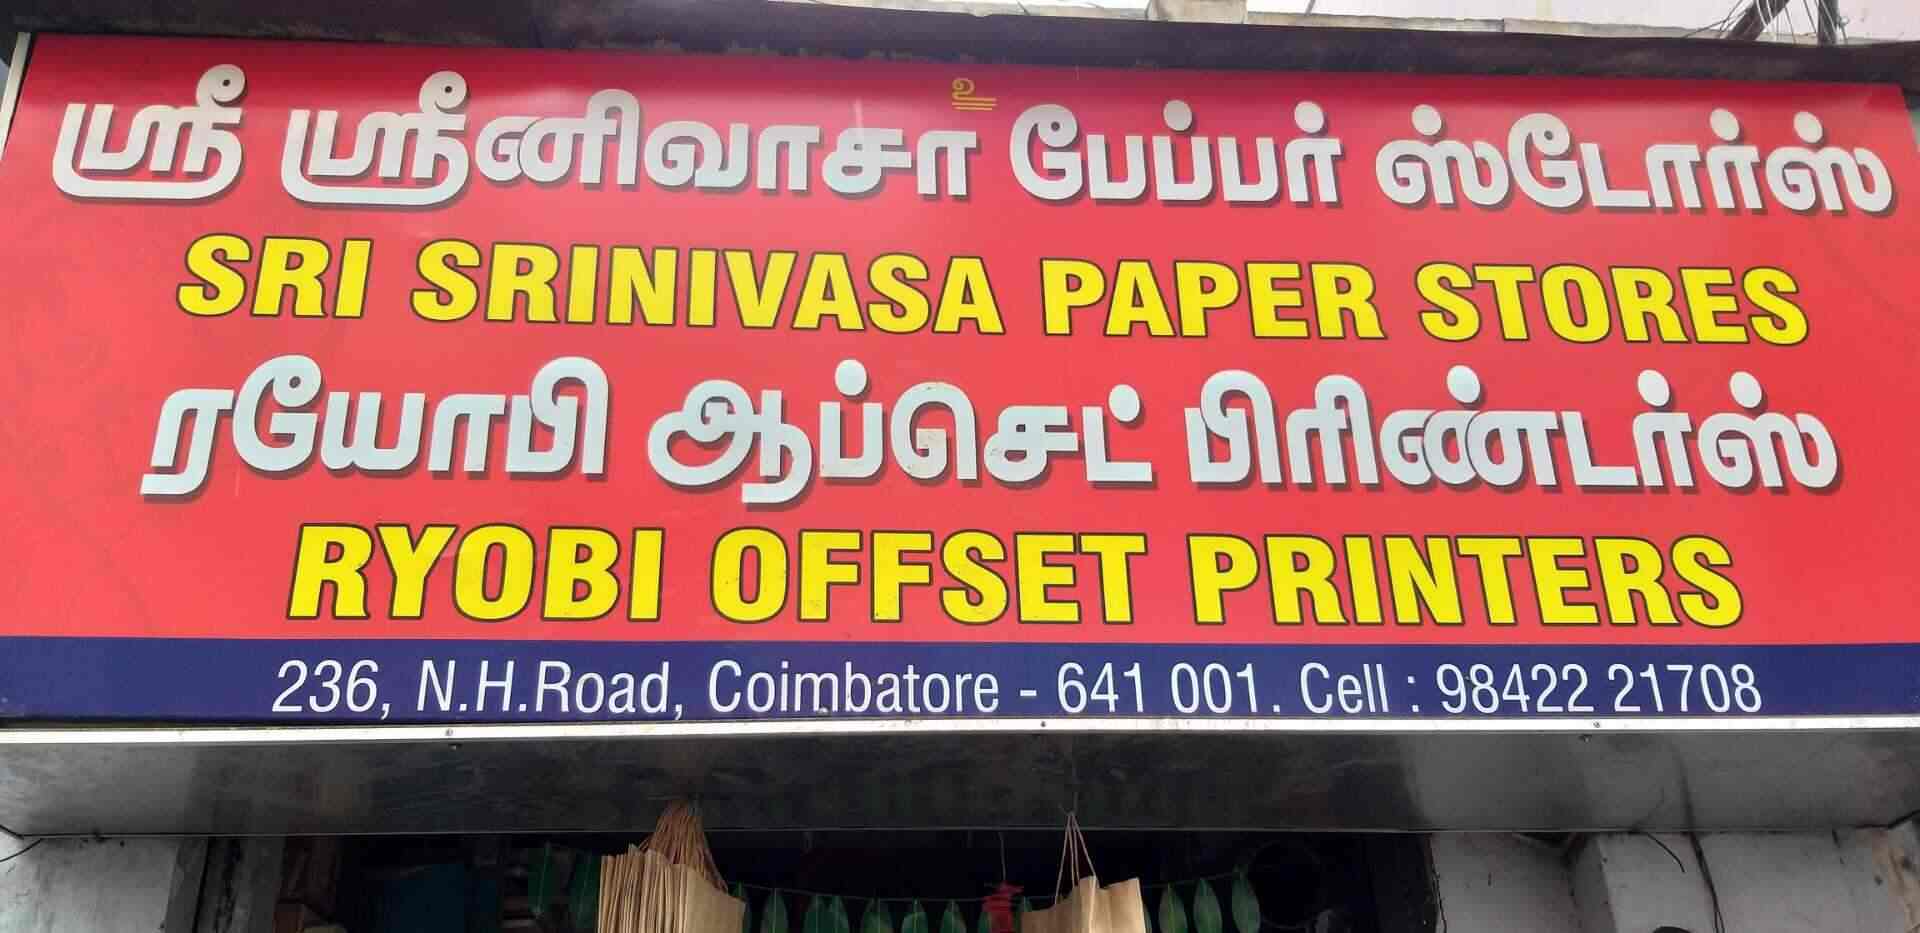 உ
ஸ்ரீ ஸ்ரீனிவாசா பேப்பர் ஸ்டோர்ஸ்
SRI SRINIVASA PAPER STORES
ரயோபி ஆப்செட் பிரிண்டர்ஸ்
RYOBI OFFSET PRINTERS
236, N.H.Road, Coimbatore - 641 001. Cell : 98422 21708